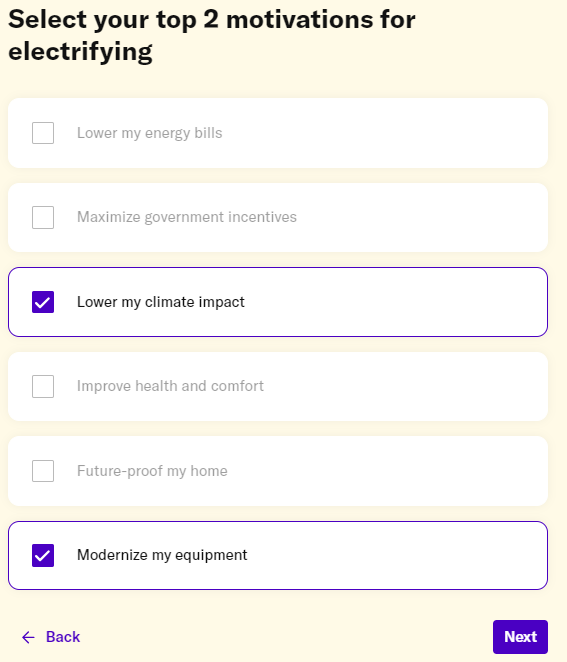 Select your top 2 motivations for
electrifying
Lower my energy bills
Maximize government incentives
Lower my climate impact
Improve health and comfort
Future-proof my home
Modernize my equipment
Back
Next